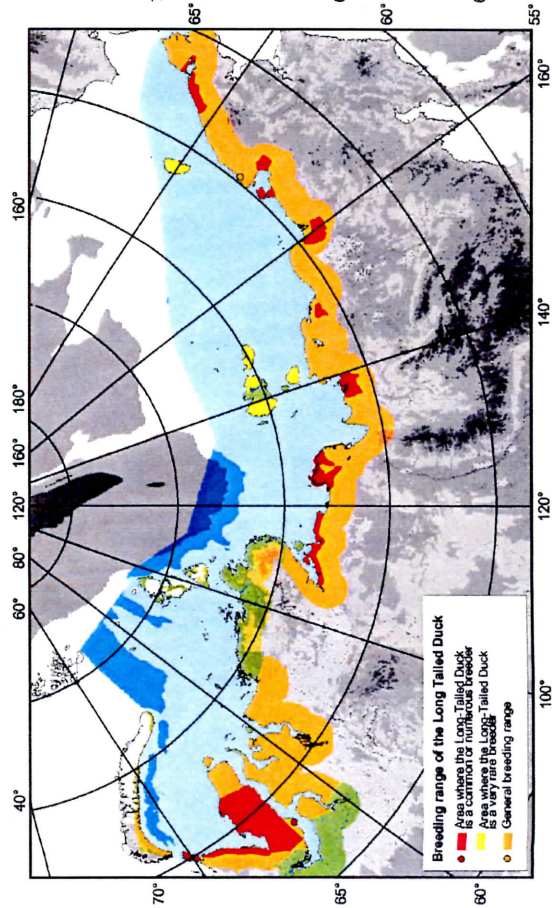 40°
60°
80°
120°
160°
180°
160°
65°
60°
55°
70°
65°
60°
100°
120°
140°
160°
Breeding range of the Long Tailed Duck
Area where the Long-Tailed Duck
is a common or numerous breeder
Area where the Long-Tailed Duck
is a vary rare breeder
General breeding range